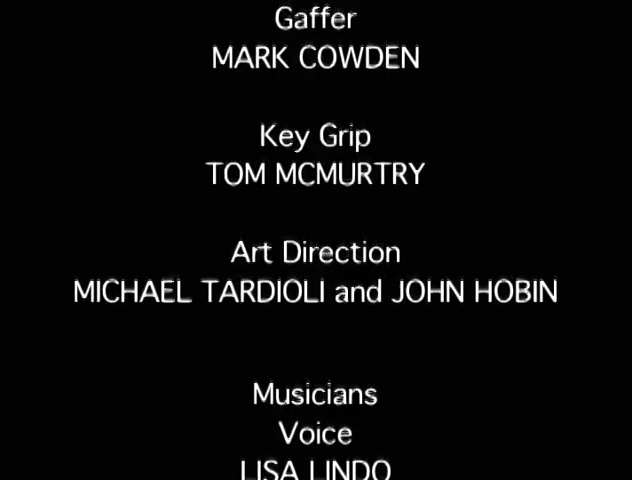 Gaffer
MARK COWDEN
Key Grip
TOM MCMURTRY
Art Direction
MICHAEL TARDIOLI and JOHN HOBIN
Musicians
Voice
LISA LINDO